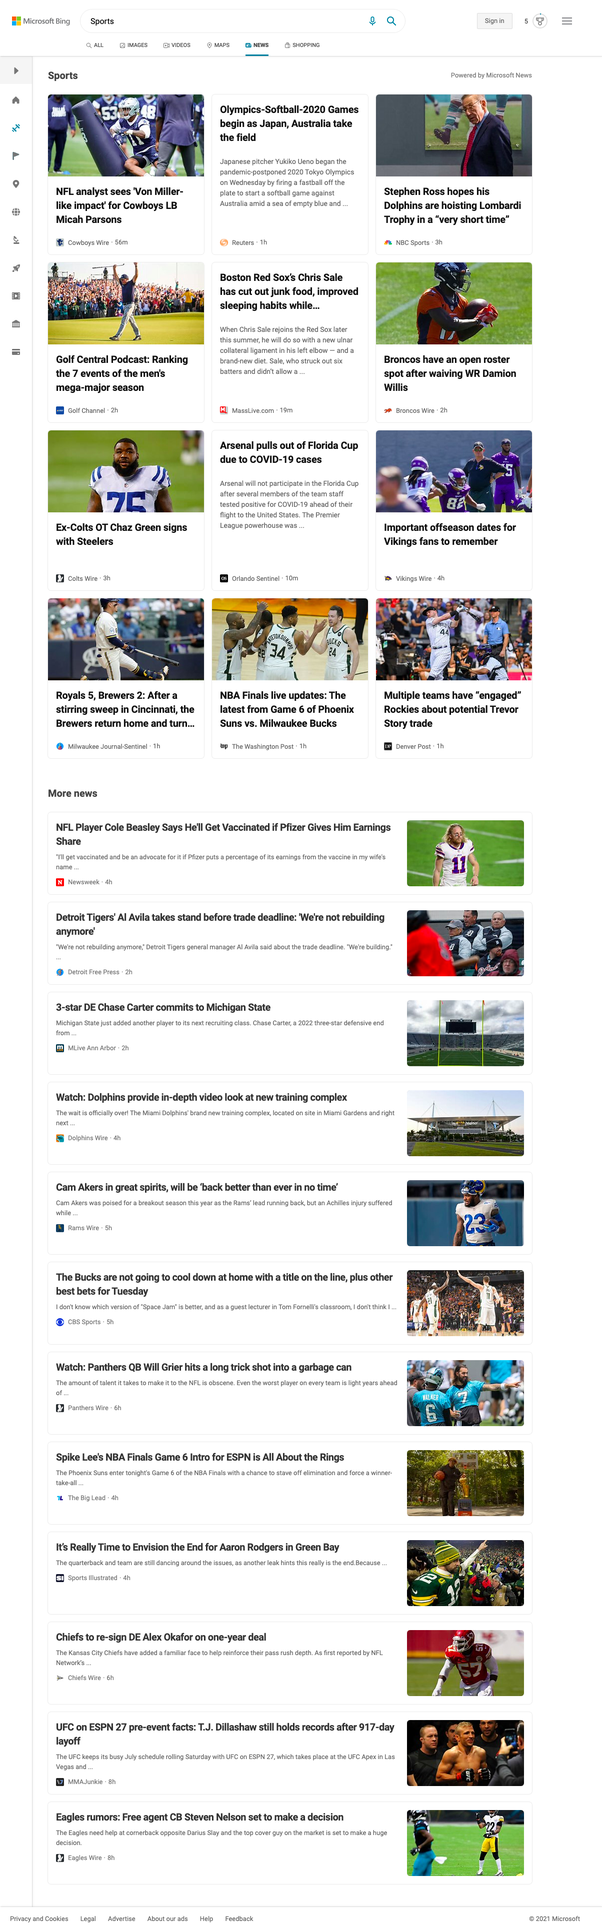 Microsoft Bing
Sports
Sign in
5
ALL
IMAGES
VIDEOS
MAPS
NEWS
SHOPPING
Sports
Powered by Microsoft News
NFL analyst sees 'Von Miller-
like impact' for Cowboys LB
Micah Parsons
Cowboys Wire · 56m
Olympics-Softball-2020 Games
begin as Japan, Australia take
the field
Japanese pitcher Yukiko Ueno began the
pandemic-postponed 2020 Tokyo Olympics
on Wednesday by firing a fastball off the
plate to start a softball game against
Australia amid a sea of empty blue and ...
Reuters · 1h
Stephen Ross hopes his
Dolphins are hoisting Lombardi
Trophy in a “very short time”
NBC Sports · 3h
Golf Central Podcast: Ranking
the 7 events of the men's
mega-major season
Golf Channel · 2h
Boston Red Sox's Chris Sale
has cut out junk food, improved
sleeping habits while...
When Chris Sale rejoins the Red Sox later
this summer, he will do so with a new ulnar
collateral ligament in his left elbow — and a
brand-new diet. Sale, who struck out six
batters and didn't allow a ...
MassLive.com · 19m
Broncos have an open roster
spot after waiving WR Damion
Willis
Broncos Wire · 2h
Ex-Colts OT Chaz Green signs
with Steelers
Colts Wire · 3h
Arsenal pulls out of Florida Cup
due to COVID-19 cases
Arsenal will not participate in the Florida Cup
after several members of the team staff
tested positive for COVID-19 ahead of their
flight to the United States. The Premier
League powerhouse was ...
Orlando Sentinel · 10m
Important offseason dates for
Vikings fans to remember
Vikings Wire · 4h
Royals 5, Brewers 2: After a
stirring sweep in Cincinnati, the
Brewers return home and turn...
Milwaukee Journal-Sentinel · 1h
NBA Finals live updates: The
latest from Game 6 of Phoenix
Suns vs. Milwaukee Bucks
The Washington Post · 1h
Multiple teams have “engaged”
Rockies about potential Trevor
Story trade
Denver Post · 1h
More news
NFL Player Cole Beasley Says He'll Get Vaccinated if Pfizer Gives Him Earnings
Share
"I'll get vaccinated and be an advocate for it if Pfizer puts a percentage of its earnings from the vaccine in my wife's
name ...
Newsweek · 4h
Detroit Tigers' Al Avila takes stand before trade deadline: 'We're not rebuilding
anymore'
"We're not rebuilding anymore," Detroit Tigers general manager Al Avila said about the trade deadline. "We're building."
...
Detroit Free Press · 2h
3-star DE Chase Carter commits to Michigan State
Michigan State just added another player to its next recruiting class. Chase Carter, a 2022 three-star defensive end
from ...
MLive Ann Arbor · 2h
Watch: Dolphins provide in-depth video look at new training complex
The wait is officially over! The Miami Dolphins' brand new training complex, located on site in Miami Gardens and right
next ...
Dolphins Wire · 4h
Cam Akers in great spirits, will be ‘back better than ever in no time’
Cam Akers was poised for a breakout season this year as the Rams' lead running back, but an Achilles injury suffered
while ...
Rams Wire · 5h
The Bucks are not going to cool down at home with a title on the line, plus other
best bets for Tuesday
I don't know which version of "Space Jam" is better, and as a guest lecturer in Tom Fornelli's classroom, I don't think I ...
CBS Sports · 5h
Watch: Panthers QB Will Grier hits a long trick shot into a garbage can
The amount of talent it takes to make it to the NFL is obscene. Even the worst player on every team is light years ahead
of ...
Panthers Wire · 6h
Spike Lee's NBA Finals Game 6 Intro for ESPN is All About the Rings
The Phoenix Suns enter tonight's Game 6 of the NBA Finals with a chance to stave off elimination and force a winner-
take-all ...
The Big Lead · 4h
It's Really Time to Envision the End for Aaron Rodgers in Green Bay
The quarterback and team are still dancing around the issues, as another leak hints this really is the end.Because ...
Sports Illustrated · 4h
Chiefs to re-sign DE Alex Okafor on one-year deal
The Kansas City Chiefs have added a familiar face to help reinforce their pass rush depth. As first reported by NFL
Network's ...
Chiefs Wire · 6h
UFC on ESPN 27 pre-event facts: T.J. Dillashaw still holds records after 917-day
layoff
The UFC keeps its busy July schedule rolling Saturday with UFC on ESPN 27, which takes place at the UFC Apex in Las
Vegas and ...
MMAJunkie · 8h
Eagles rumors: Free agent CB Steven Nelson set to make a decision
The Eagles need help at cornerback opposite Darius Slay and the top cover guy on the market is set to make a huge
decision.
Eagles Wire · 8h
Privacy and Cookies
Legal
Advertise
About our ads
Help
Feedback
© 2021 Microsoft